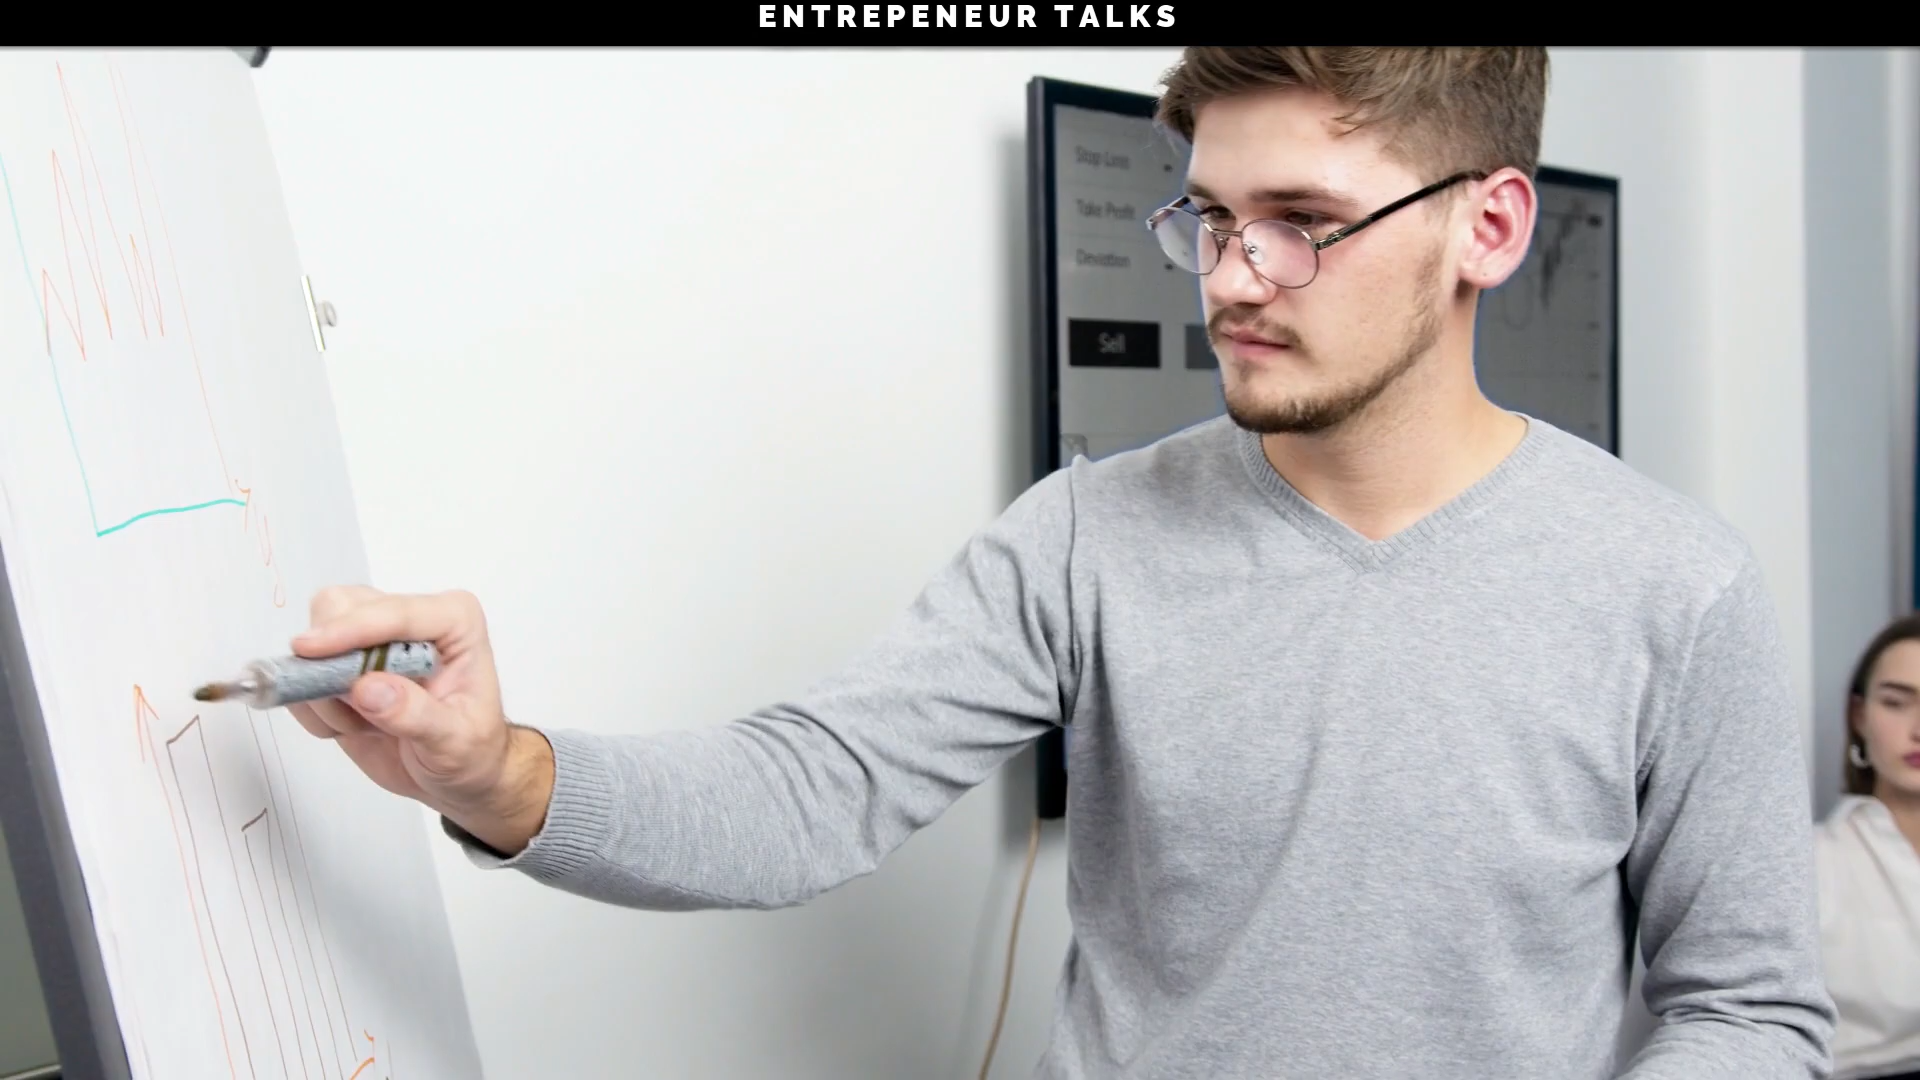 ENTREPENEUR TALKS
Stop Loss
Take Profit
Deviation
Sell